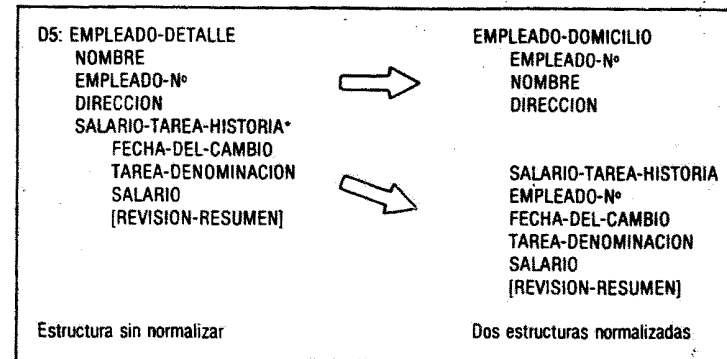 D5: EMPLEADO-DETALLE
NOMBRE
EMPLEADO-Nº
DIRECCION
SALARIO-TAREA-HISTORIA*
FECHA-DEL-CAMBIO
TAREA-DENOMINACION
SALARIO
[REVISION-RESUMEN]
Estructura sin normalizar
EMPLEADO-DOMICILIO
EMPLEADO-Nº
NOMBRE
DIRECCION
SALARIO-TAREA-HISTORIA
EMPLEADO-Nº
FECHA-DEL-CAMBIO
TAREA-DENOMINACION
SALARIO
[REVISION-RESUMEN]
Dos estructuras normalizadas